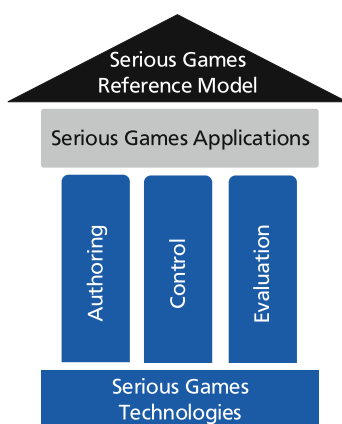 Serious Games
Reference Model
Serious Games Applications
Authoring
Control
Evaluation
Serious Games
Technologies